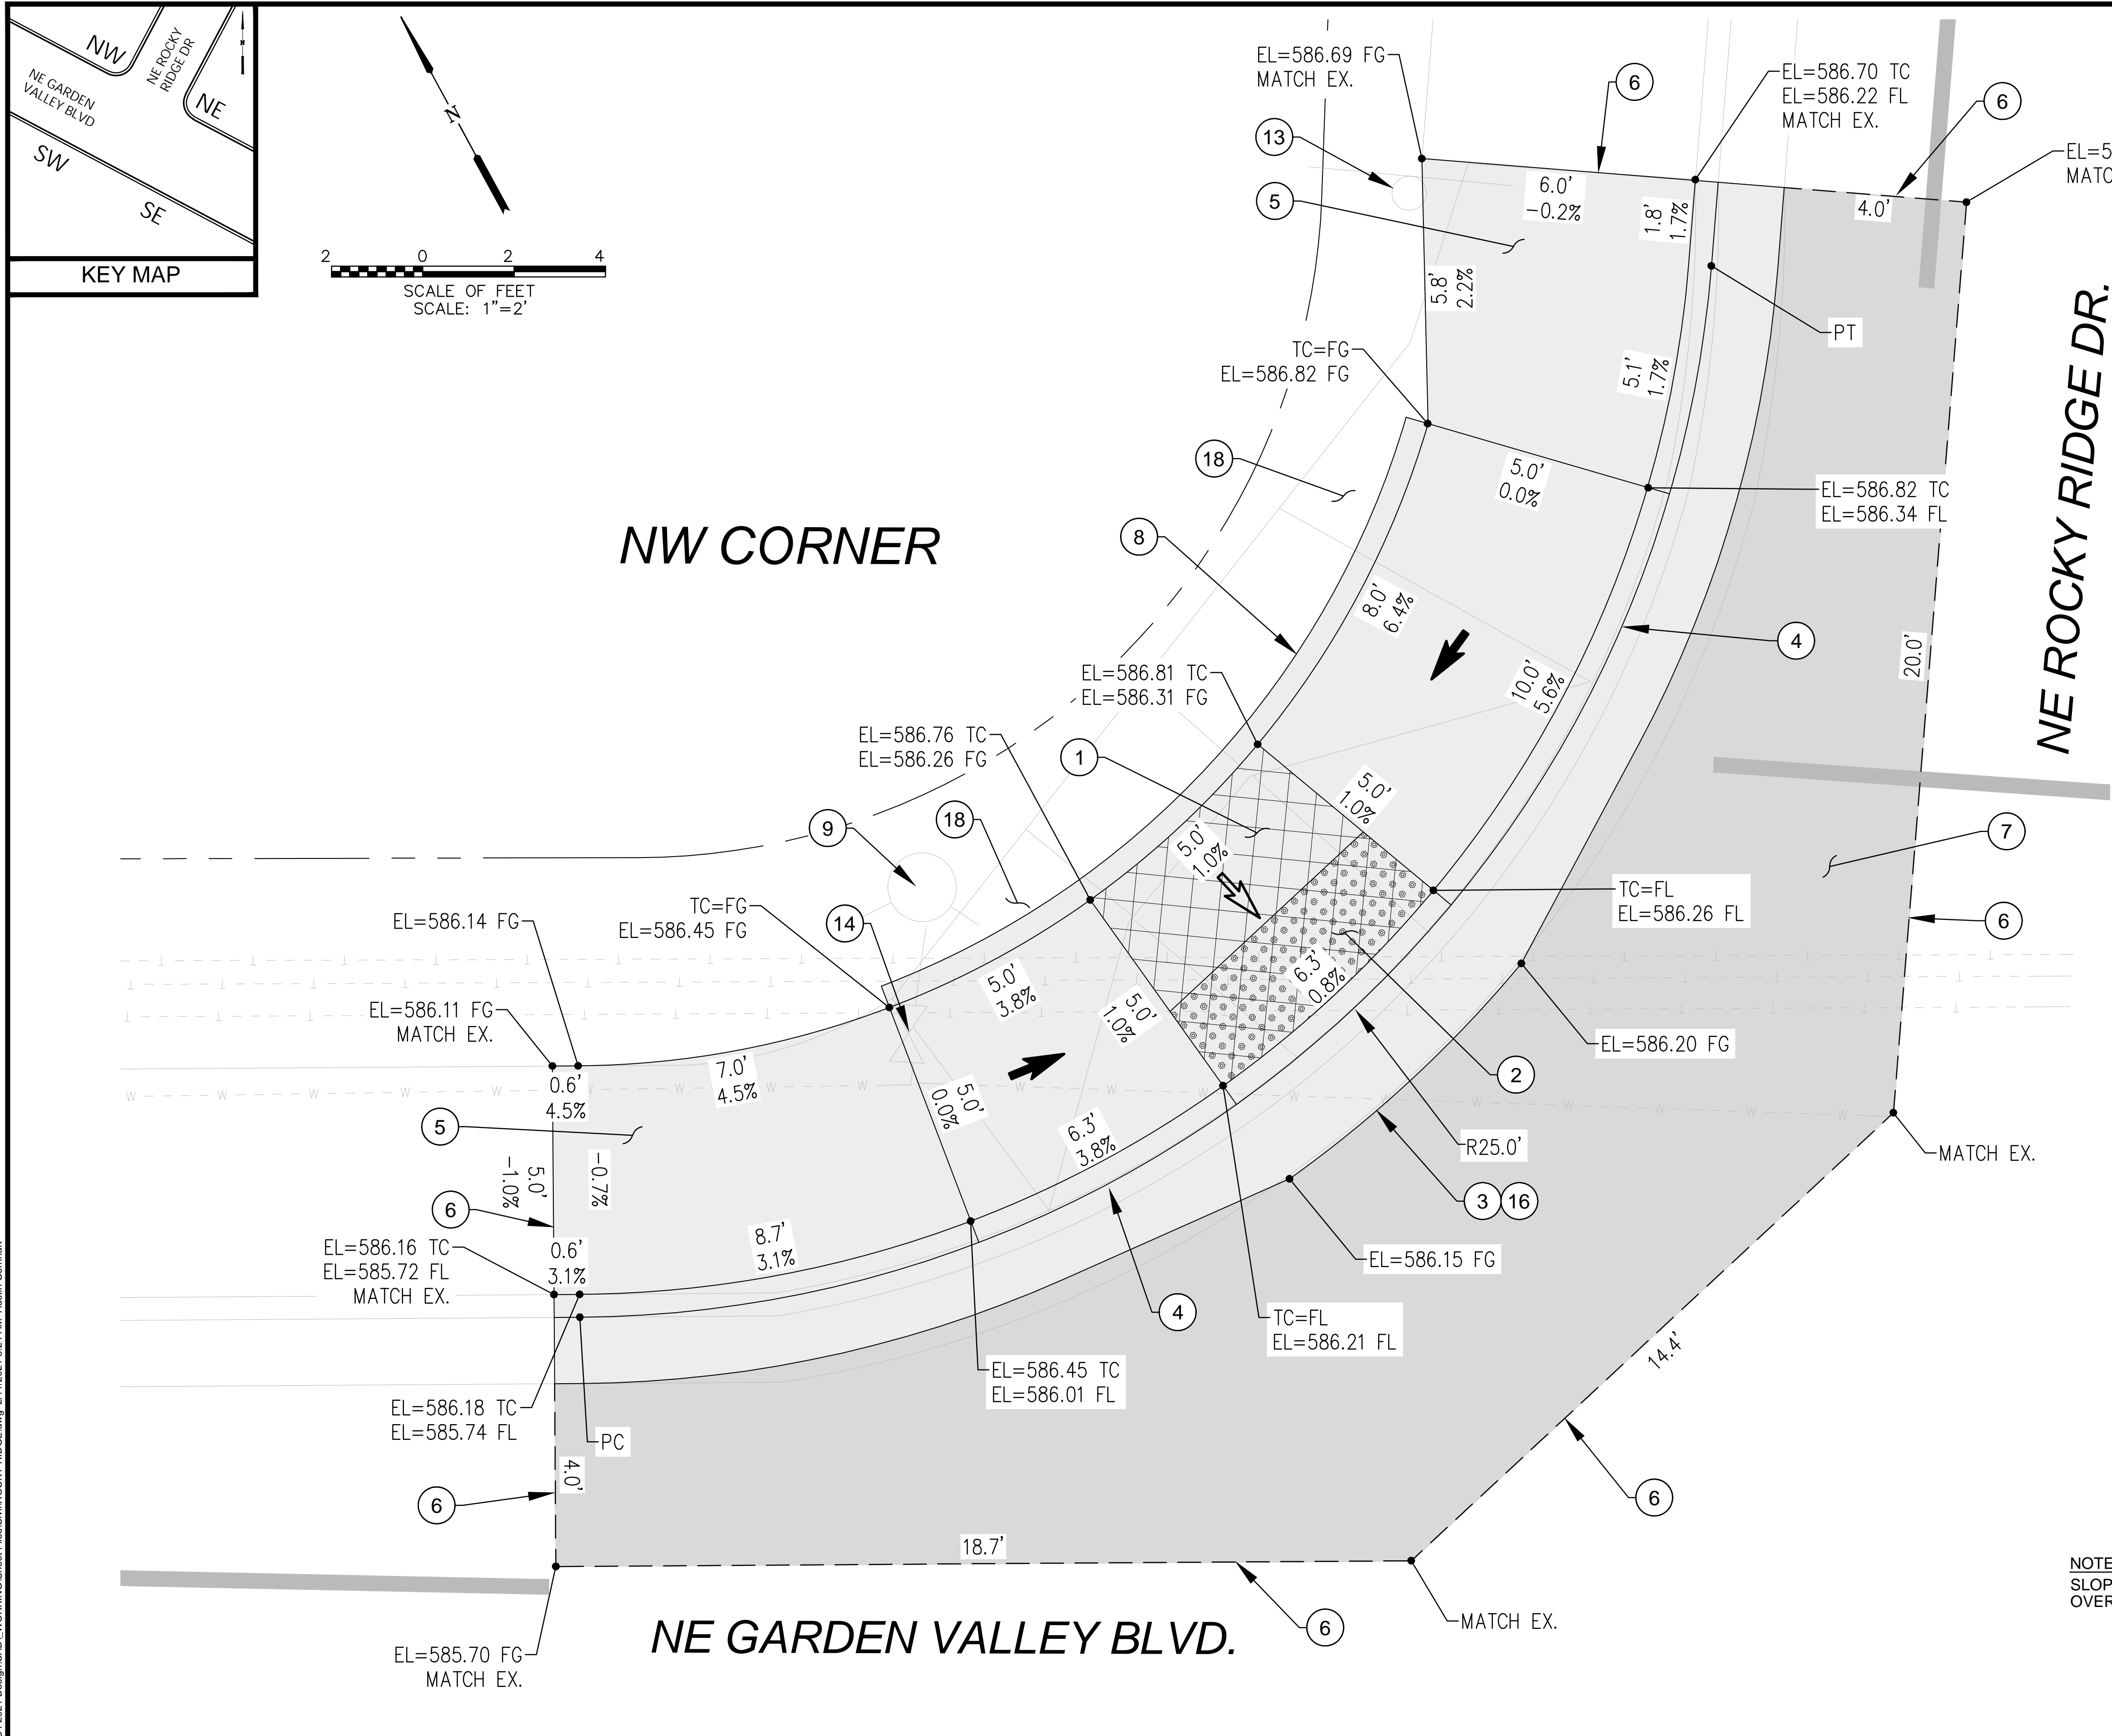 NW
NE ROCKY
RIDGE DR
NE GARDEN
VALLEY BLVD
NE
SW
SE
KEY MAP
N
2 0 2 4
SCALE OF FEET
SCALE: 1"=2'
EL=586.69 FG
MATCH EX.
6
EL=586.70 TC
EL=586.22 FL
MATCH EX.
6
13
5
EL=5
MATC
6.0'
-0.2%
1.8'
1.7%
4.0'
5.8'
2.2%
PT
NE ROCKY RIDGE DR.
TC=FG
EL=586.82 FG
5.1'
1.7%
18
5.0'
0.0%
EL=586.82 TC
EL=586.34 FL
NW CORNER
8
8.0'
6.4%
4
10.0'
5.6%
20.0'
EL=586.81 TC
EL=586.31 FG
EL=586.76 TC
EL=586.26 FG
1
5.0'
1.0%
9
18
5.0'
1.0%
7
TC=FL
EL=586.26 FL
TC=FG
EL=586.45 FG
14
EL=586.14 FG
6
5.0'
3.8%
6.3'
0.8%
EL=586.11 FG
MATCH EX.
5.0'
1.0%
EL=586.20 FG
0.6'
4.5%
7.0'
4.5%
2
W W W W W W W W W W W W W W W W
5
5.0'
0.0%
6.3'
3.8%
R25.0'
MATCH EX.
5.0'
-1.0%
-0.7%
6
3
16
EL=586.16 TC
EL=585.72 FL
MATCH EX.
0.6'
3.1%
8.7'
3.1%
EL=586.15 FG
4
TC=FL
EL=586.21 FL
EL=586.45 TC
EL=586.01 FL
14.4'
EL=586.18 TC
EL=585.74 FL
PC
4.0'
6
6
18.7'
NOTE
SLOP
OVER
NE GARDEN VALLEY BLVD.
6
MATCH EX.
EL=585.70 FG
MATCH EX.